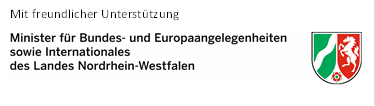 Mit freundlicher Unterstützung
Minister für Bundes- und Europaangelegenheiten
sowie Internationales
des Landes Nordrhein-Westfalen